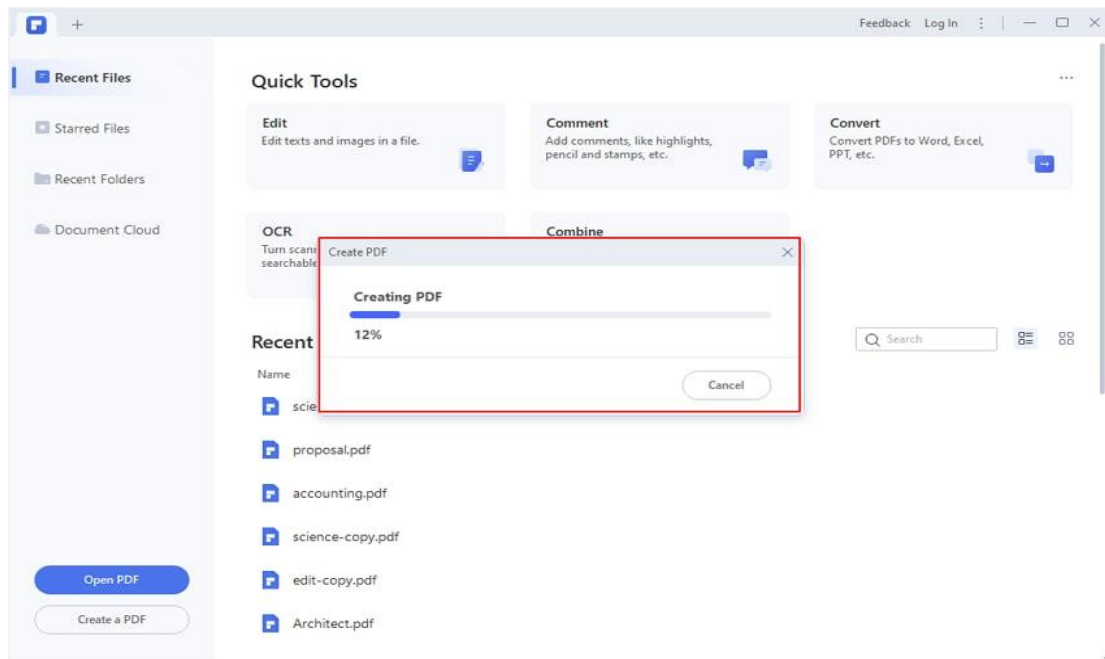 Feedback Log In
Recent Files
Starred Files
Recent Folders
Document Cloud
Open PDF
Create a PDF
Quick Tools
Edit
Edit texts and images in a file.
Comment
Add comments, like highlights,
pencil and stamps, etc.
Convert
Convert PDFs to Word, Excel,
PPT, etc.
OCR
Turn scann
searchable
Combine
Create PDF
Creating PDF
12%
Cancel
Recent
Search
Name
scie
proposal.pdf
accounting.pdf
science-copy.pdf
edit-copy.pdf
Architect.pdf